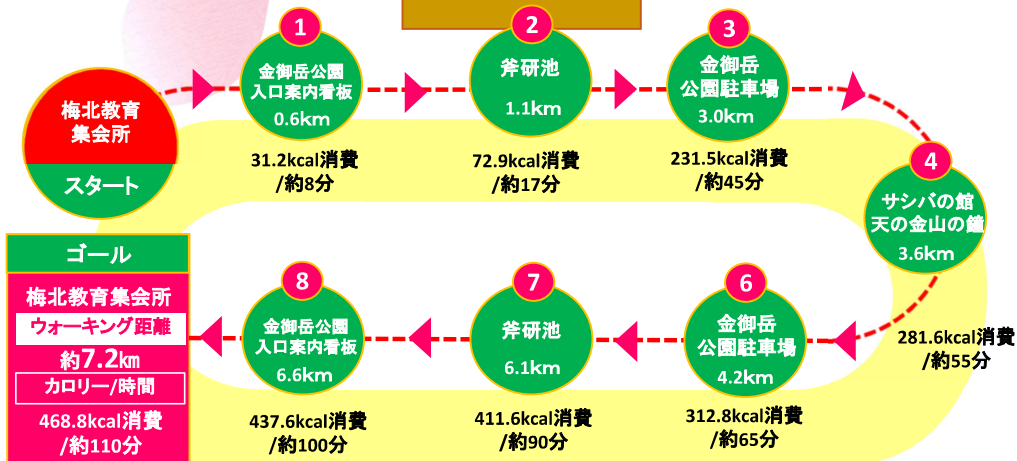 梅北教育
集会所
スタート
1
金御岳公園
入口案内看板
0.6km
31.2kcal消費
/約8分
2
斧研池
1.1km
72.9kcal消費
/約17分
3
金御岳
公園駐車場
3.0km
231.5kcal消費
/約45分
4
サシバの館
天の金山の鐘
3.6km
281.6kcal消費
/約55分
6
金御岳
公園駐車場
4.2km
312.8kcal消費
/約65分
7
斧研池
6.1km
411.6kcal消費
/約90分
8
金御岳公園
入口案内看板
6.6km
437.6kcal消費
/約100分
ゴール
梅北教育集会所
ウォーキング距離
約7.2km
カロリー/時間
468.8kcal消費
/約110分